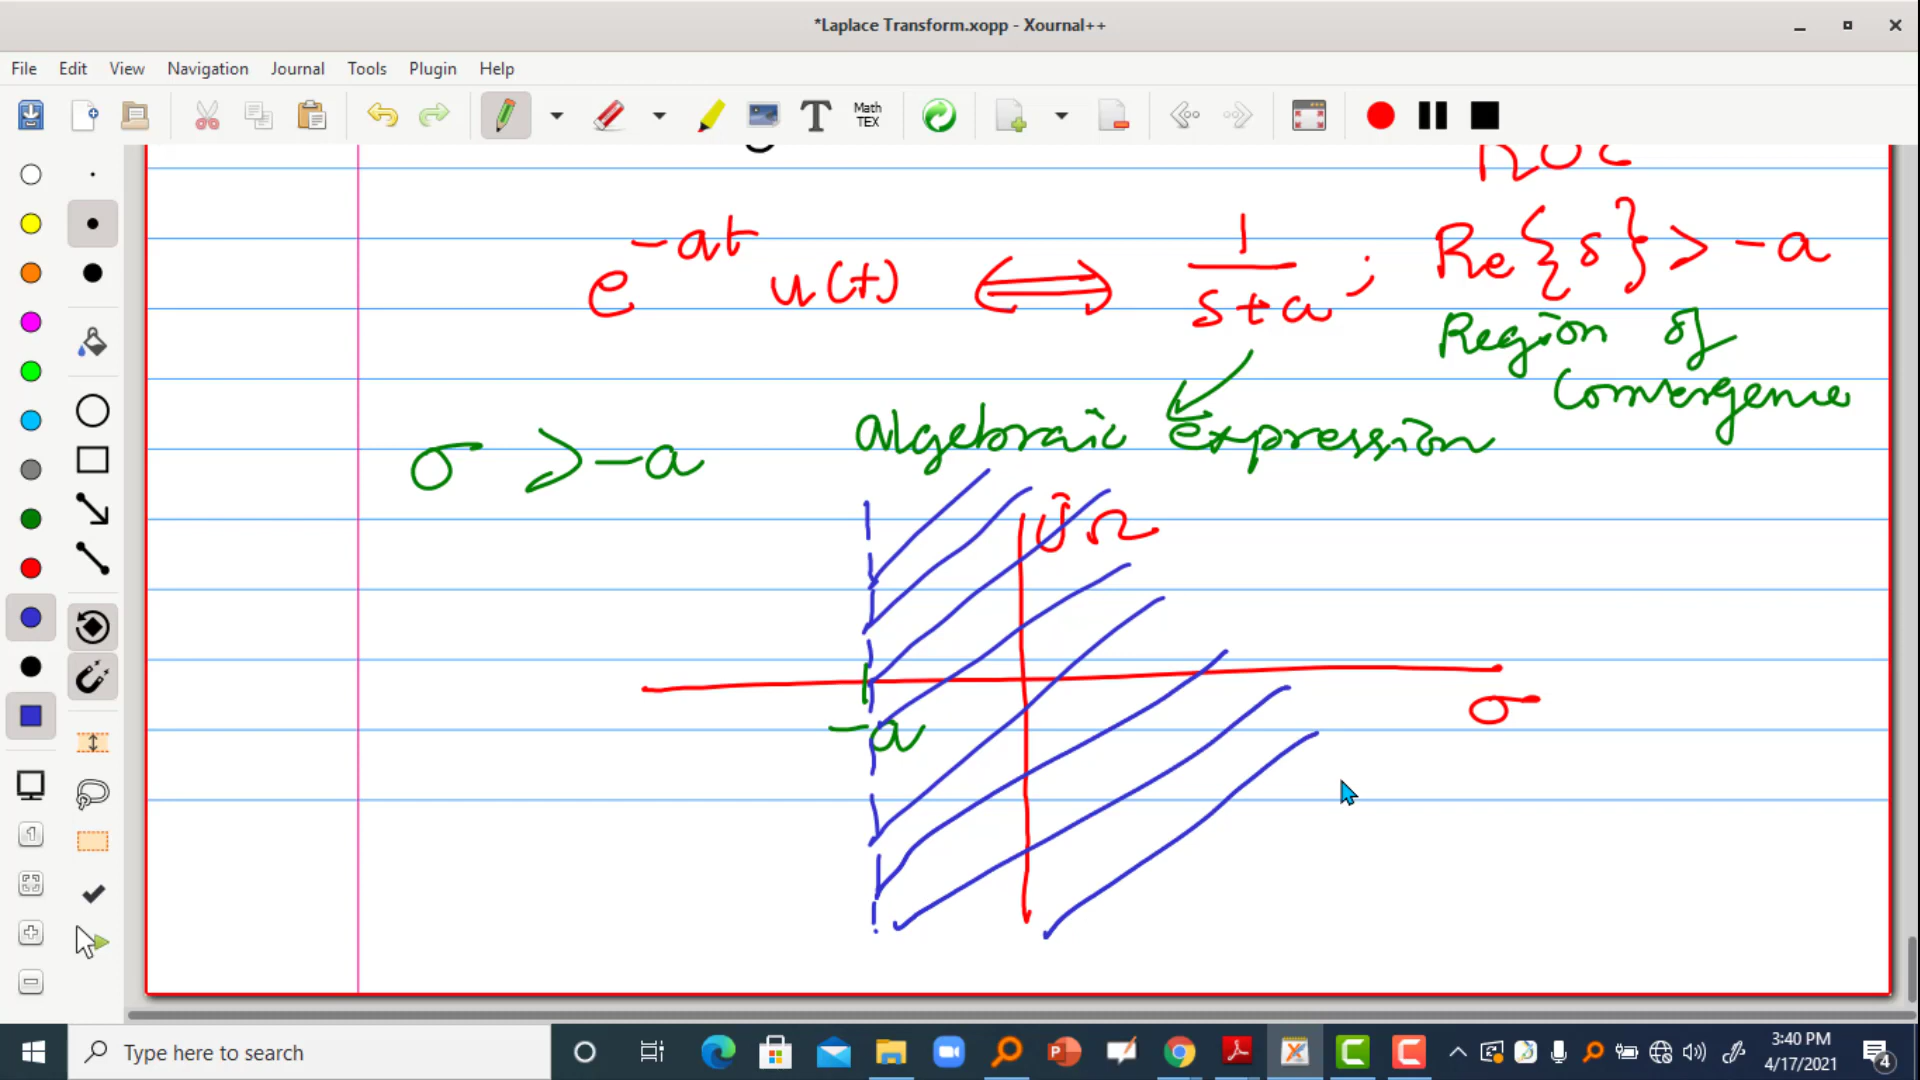 *Laplace Transform.xopp - Xournal++
File Edit View Navigation Journal Tools Plugin Help
Math
TEX
ROC
e^{-at} u(t) ⟺ 1/(s+a) ; Re{s} > -a
Region of
Convergence
algebraic expression
σ > -a
jΩ
σ
-a
Type here to search
3:40 PM
4/17/2021
4